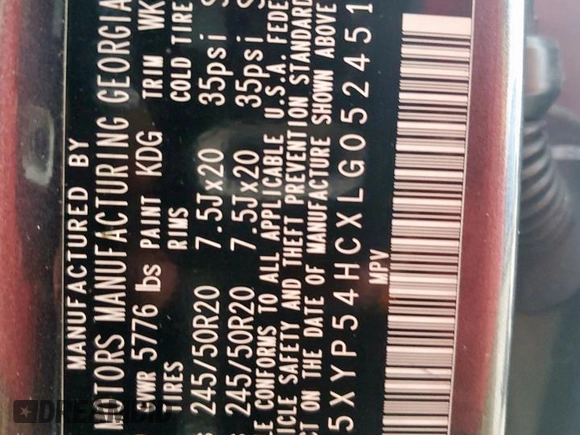 MANUFACTURED BY
MOTORS MANUFACTURING GEORGIA
GVWR 5776 lbs PAINT KDG TRIM WK
TIRES RIMS COLD TIRE
245/50R20 7.5Jx20 35psi
245/50R20 7.5Jx20 35psi
CONFORMS TO ALL APPLICABLE U.S.A. FEDE
VEHICLE SAFETY AND THEFT PREVENTION STANDARD
ON THE DATE OF MANUFACTURE SHOWN ABOVE
5XYP54HCXLG052451
MPV
DREAMBID